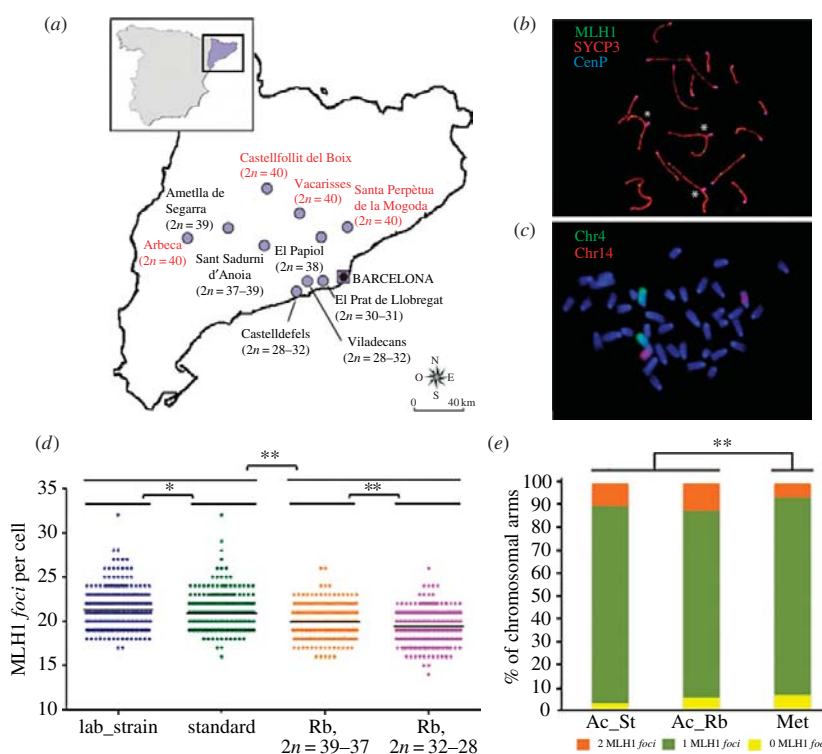 (a)
Castellfollit del Boix
(2n = 40)
Ametlla de
Segarra
(2n = 39)
Vacarisses
(2n = 40)
Santa Perpètua
de la Mogoda
(2n = 40)
Arbeca
(2n = 40)
Sant Sadurni
d'Anoia
(2n = 37–39)
El Papiol
(2n = 38)
BARCELONA
El Prat de Llobregat
(2n = 30–31)
Castelldefels
(2n = 28–32)
Viladecans
(2n = 28–32)
N
O E
S
0 40 km
(b)
MLH1
SYCP3
CenP
*
*
*
(c)
Chr4
Chr14
(d)
**
*
**
35
30
25
20
15
10
MLH1 foci per cell
lab_strain
standard
Rb,
2n = 39–37
Rb,
2n = 32–28
(e)
**
100
90
80
70
60
50
40
30
20
10
0
% of chromosomal arms
Ac_St
Ac_Rb
Met
2 MLH1 foci
1 MLH1 foci
0 MLH1 foc